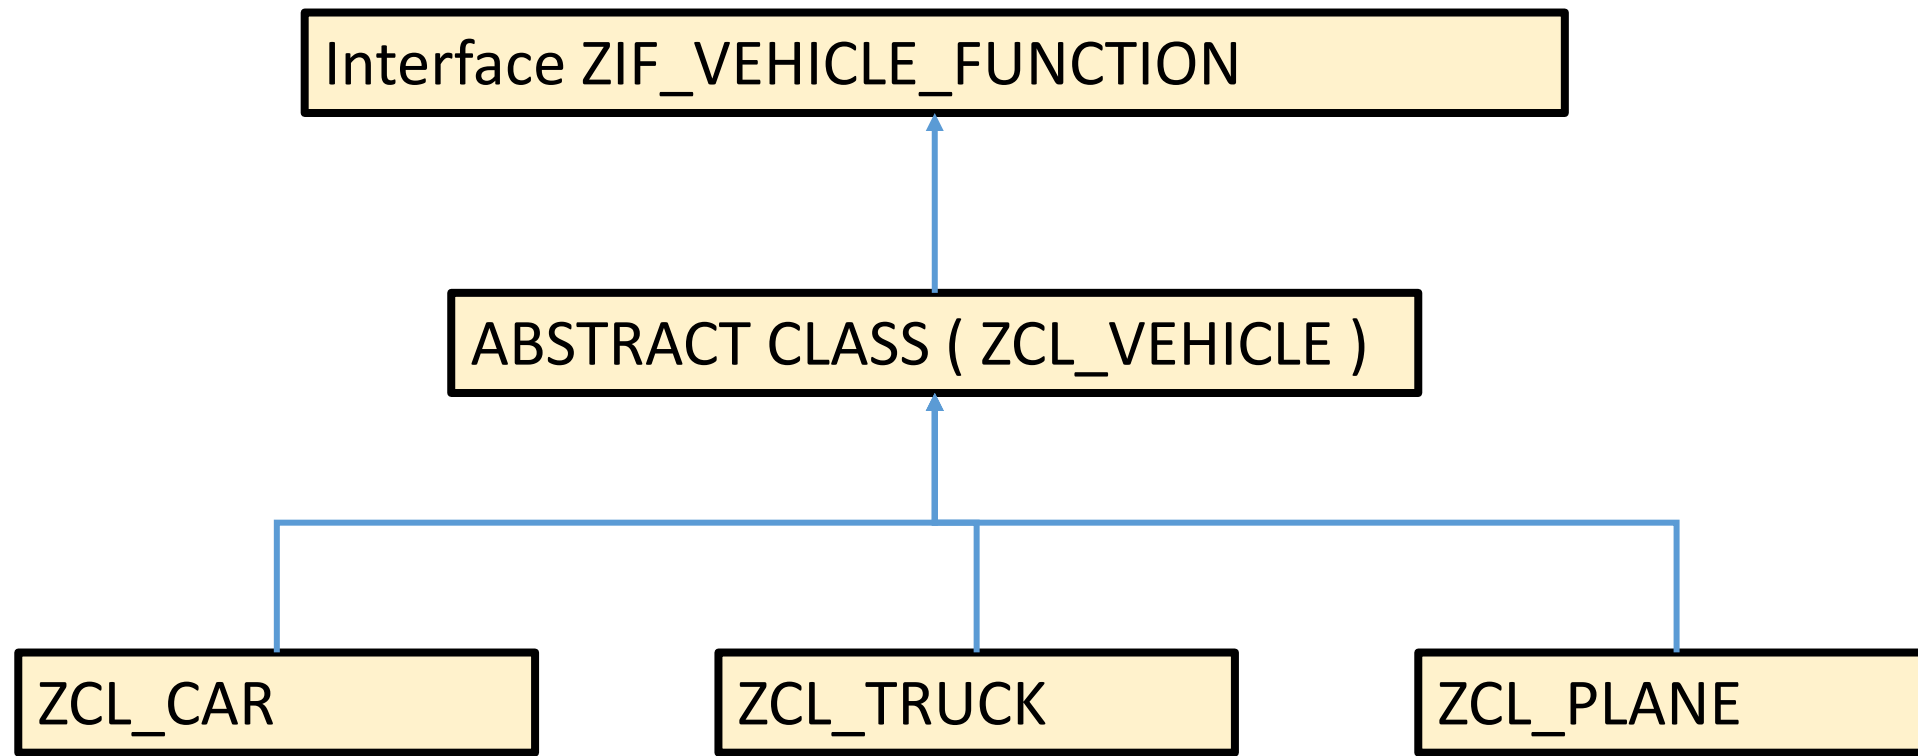 Interface ZIF_VEHICLE_FUNCTION
ABSTRACT CLASS ( ZCL_VEHICLE )
ZCL_CAR
ZCL_TRUCK
ZCL_PLANE